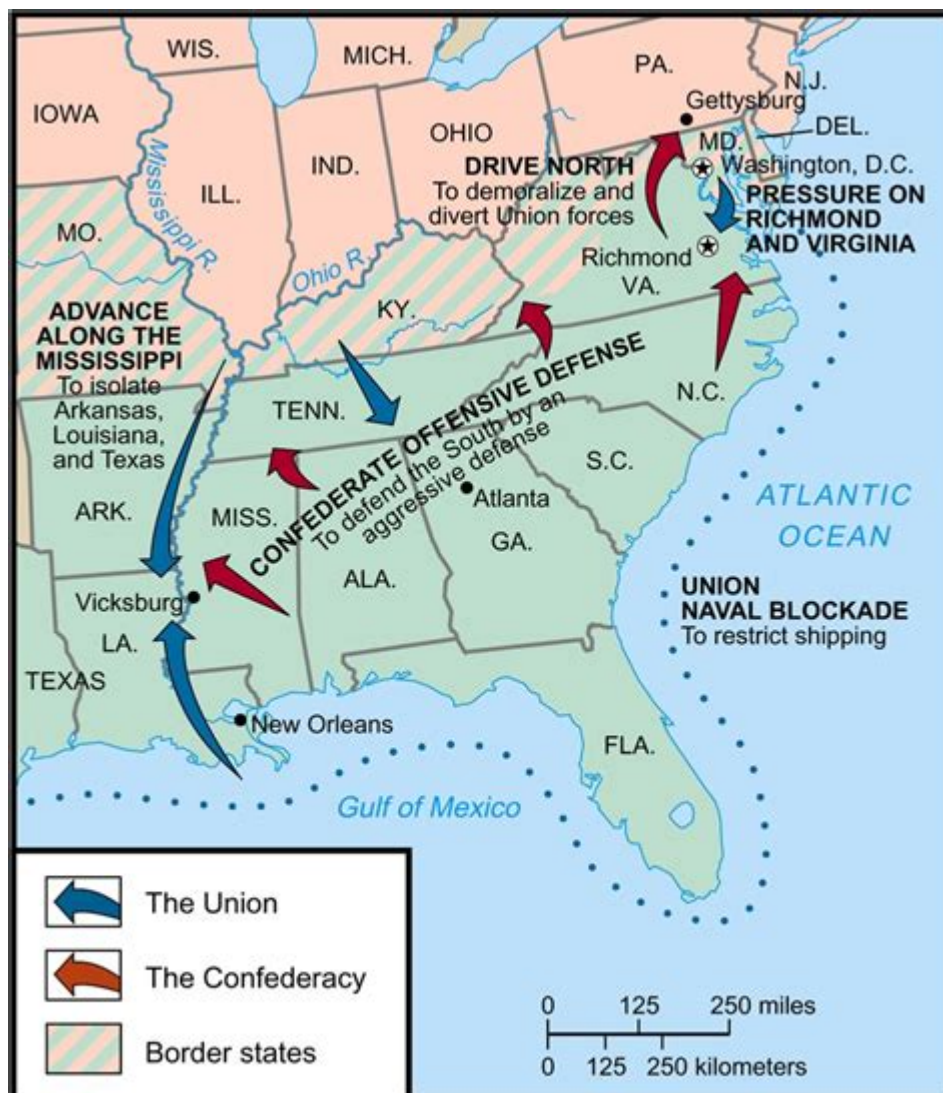 WIS.
MICH.
PA.
N.J.
IOWA
Gettysburg
OHIO
IND.
ILL.
MD.
DEL.
Washington, D.C.
DRIVE NORTH
To demoralize and
divert Union forces
PRESSURE ON
RICHMOND
AND VIRGINIA
Mississippi R.
MO.
Ohio R.
Richmond
VA.
KY.
ADVANCE
ALONG THE
MISSISSIPPI
To isolate
Arkansas,
Louisiana,
and Texas
TENN.
N.C.
CONFEDERATE OFFENSIVE DEFENSE
To defend the South by an
aggressive defense
S.C.
ARK.
MISS.
Atlanta
ATLANTIC
OCEAN
GA.
ALA.
Vicksburg
UNION
NAVAL BLOCKADE
To restrict shipping
LA.
TEXAS
New Orleans
FLA.
Gulf of Mexico
The Union
The Confederacy
Border states
0 125 250 miles
0 125 250 kilometers